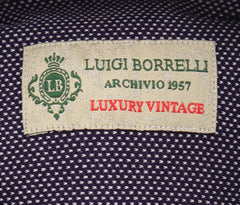 LB
LUIGI BORRELLI
ARCHIVIO 1957
LUXURY VINTAGE